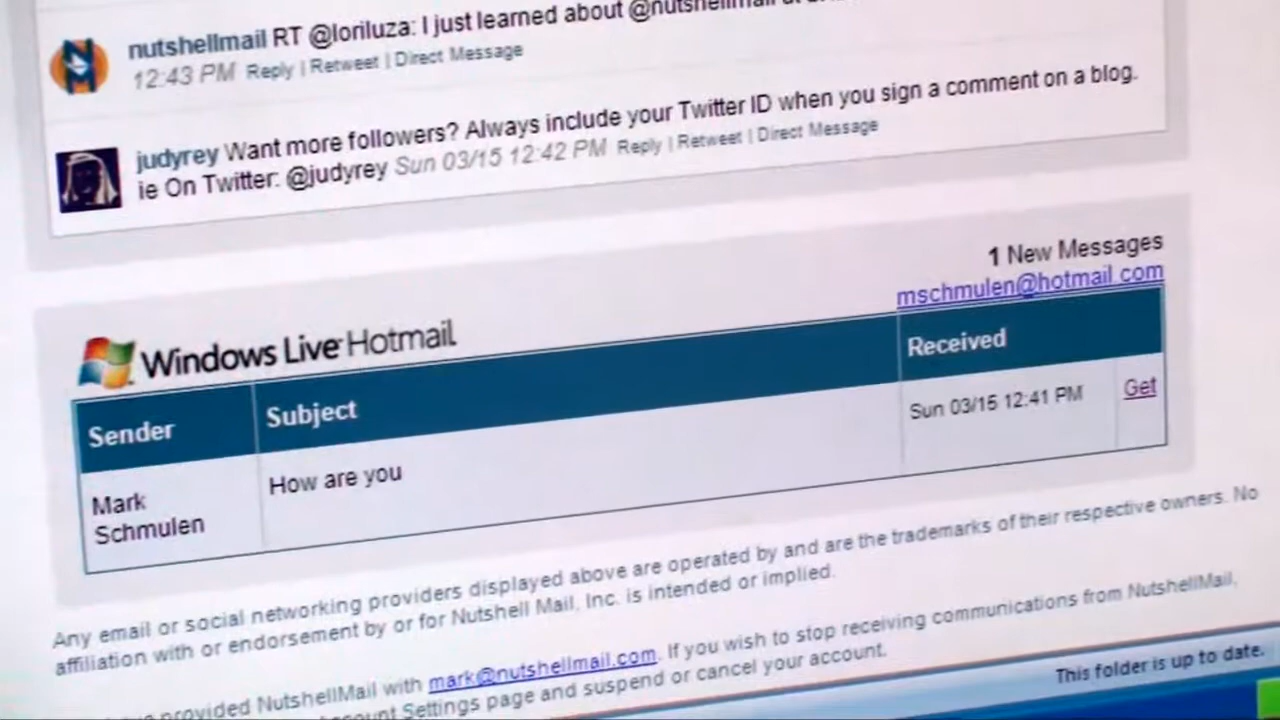 nutshellmail RT @loriluza: I just learned about @nutshellmail at
12:43 PM Reply | Retweet | Direct Message
judyrey Want more followers? Always include your Twitter ID when you sign a comment on a blog.
ie On Twitter: @judyrey Sun 03/15 12:42 PM Reply | Retweet | Direct Message
1 New Messages
mschmulen@hotmail.com
Windows Live Hotmail
Sender Subject Received
Mark Schmulen How are you Sun 03/15 12:41 PM Get
Any email or social networking providers displayed above are operated by and are the trademarks of their respective owners. No
affiliation with or endorsement by or for Nutshell Mail, Inc. is intended or implied.
provided NutshellMail with mark@nutshellmail.com. If you wish to stop receiving communications from NutshellMail,
Settings page and suspend or cancel your account.
This folder is up to date.